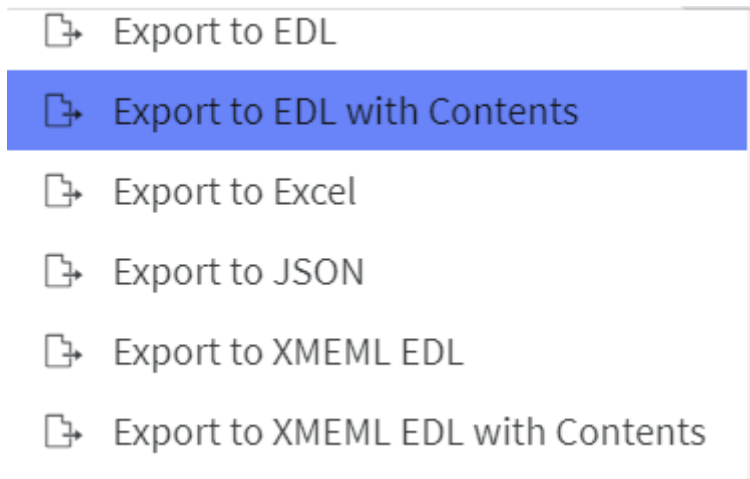 Export to EDL
Export to EDL with Contents
Export to Excel
Export to JSON
Export to XMEML EDL
Export to XMEML EDL with Contents